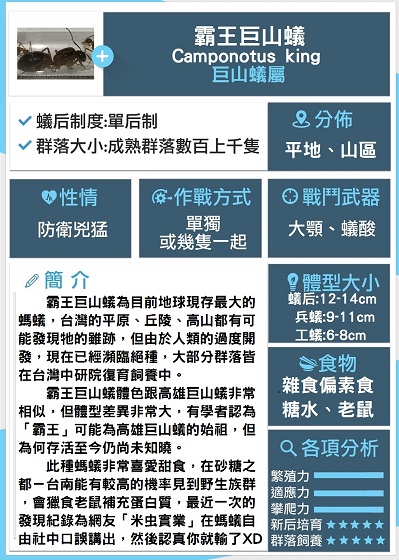 霸王巨山蟻
Camponotus king
巨山蟻屬
蟻后制度:單后制
群落大小:成熟群落數百上千隻
分佈
平地、山區
性情
防衛兇猛
作戰方式
單獨
或幾隻一起
戰鬥武器
大顎、蟻酸
簡介
霸王巨山蟻為目前地球現存最大的
螞蟻，台灣的平原、丘陵、高山都有可
能發現牠的雖跡，但由於人類的過度開
發，現在已經瀕臨絕種，大部分群落皆
在台灣中研院復育飼養中。
霸王巨山蟻體色跟高雄巨山蟻非常
相似，但體型差異非常大，有學者認為
「霸王」可能為高雄巨山蟻的始祖，但
為何存活至今仍尚未知曉。
此種螞蟻非常喜愛甜食，在砂糖之
都－台南能有較高的機率見到野生族群
，會獵食老鼠補充蛋白質，最近一次的
發現紀錄為網友「米虫實業」在螞蟻自
由社中口誤講出，然後認真你就輸了XD
體型大小
蟻后:12-14cm
兵蟻:9-11cm
工蟻:6-8cm
食物
雜食偏素食
糖水、老鼠
各項分析
繁殖力
適應力
攀爬力
新后培育 ★★★★★
群落飼養 ★★★★★